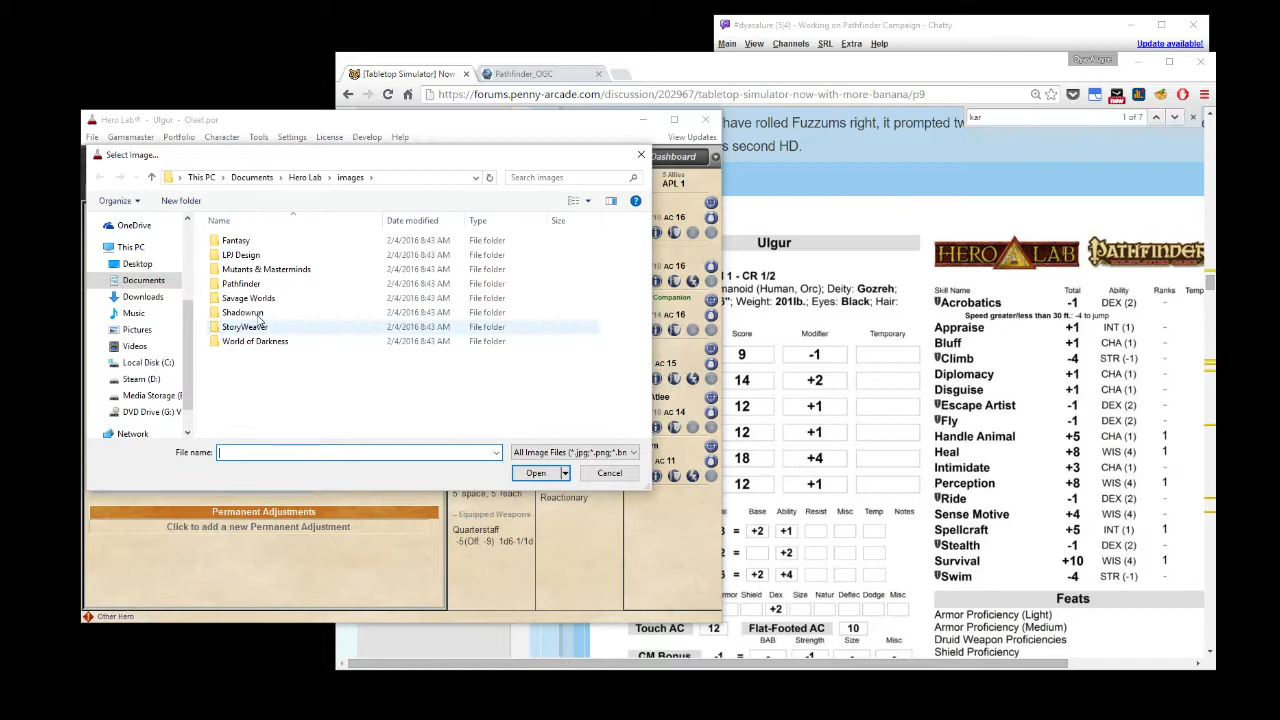 #dyasalure [5|4] - Working on Pathfinder Campaign - Chatty
Main View Channels SRL Extra Help Update available!
[Tabletop Simulator] Now Pathfinder_OGC
https://forums.penny-arcade.com/discussion/202967/tabletop-simulator-now-with-more-banana/p9
kar 1 of 7
have rolled Fuzzums right, it prompted tw
s second HD.
Hero Lab® - Ulgur - Olaet.por
File Gamemaster Portfolio Character Tools Settings License Develop Help View Updates
Select Image...
Dashboard
5 Allies
APL 1
This PC Documents Hero Lab images Search images
Organize New folder
Name Date modified Type Size
OneDrive
This PC
Desktop
Documents
Downloads
Music
Pictures
Videos
Local Disk (C:)
Steam (D:)
Media Storage (
DVD Drive (G:) V
Network
Fantasy 2/4/2016 8:43 AM File folder
LPJ Design 2/4/2016 8:43 AM File folder
Mutants & Masterminds 2/4/2016 8:43 AM File folder
Pathfinder 2/4/2016 8:43 AM File folder
Savage Worlds 2/4/2016 8:43 AM File folder
Shadowrun 2/4/2016 8:43 AM File folder
StoryWeaver 2/4/2016 8:43 AM File folder
World of Darkness 2/4/2016 8:43 AM File folder
File name: All Image Files (*.jpg;*.png;*.bn
Open Cancel
10 AC 16
10 AC 16
Companion
AC 15
Atlee
10 AC 14
AC 11
5' space, 5' reach
Reactionary
- Equipped Weapons
Quarterstaff
-5(Off: -9) 1d6-1/1d
Permanent Adjustments
Click to add a new Permanent Adjustment
Other Hero
Ulgur
1 - CR 1/2
manoid (Human, Orc); Deity: Gozreh;
6"; Weight: 201lb.; Eyes: Black; Hair:
Score Modifier Temporary
9 -1
14 +2
12 +1
12 +1
18 +4
12 +1
Base Ability Resist Misc Temp Notes
= +2 +1
= +2
= +2 +4
Shield Dex Size Natur Deflec Dodge Misc
+2
Touch AC 12 Flat-Footed AC 10
BAB Strength Size Misc
CM Bonus -1 = - -1 - -
HERO LAB PATHFINDER
Skill Name Total Ability Ranks Temp
Acrobatics -1 DEX (2)
Speed greater/less than 30 ft.: -4 to jump
Appraise +1 INT (1)
Bluff +1 CHA (1)
Climb -4 STR (-1)
Diplomacy +1 CHA (1)
Disguise +1 CHA (1)
Escape Artist -1 DEX (2)
Fly -1 DEX (2)
Handle Animal +5 CHA (1) 1
Heal +8 WIS (4) 1
Intimidate +3 CHA (1)
Perception +8 WIS (4) 1
Ride -1 DEX (2)
Sense Motive +4 WIS (4)
Spellcraft +5 INT (1) 1
Stealth -1 DEX (2)
Survival +10 WIS (4) 1
Swim -4 STR (-1)
Feats
Armor Proficiency (Light)
Armor Proficiency (Medium)
Druid Weapon Proficiencies
Shield Proficiency